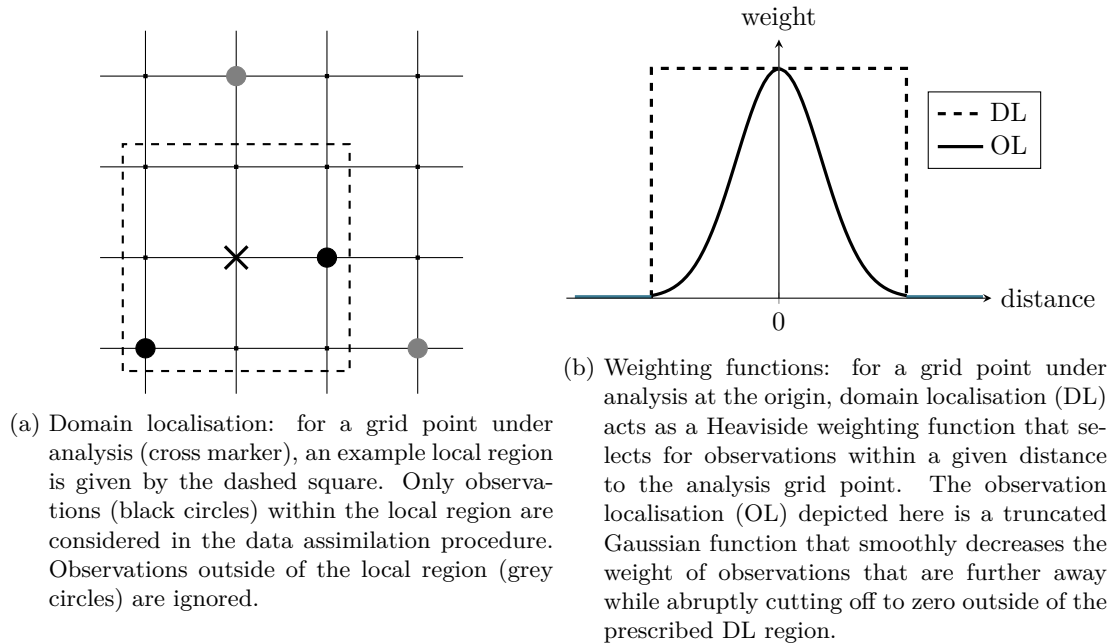 weight
DL
OL
distance
0
(a) Domain localisation: for a grid point under
analysis (cross marker), an example local region
is given by the dashed square. Only observa-
tions (black circles) within the local region are
considered in the data assimilation procedure.
Observations outside of the local region (grey
circles) are ignored.
(b) Weighting functions: for a grid point under
analysis at the origin, domain localisation (DL)
acts as a Heaviside weighting function that se-
lects for observations within a given distance
to the analysis grid point. The observation
localisation (OL) depicted here is a truncated
Gaussian function that smoothly decreases the
weight of observations that are further away
while abruptly cutting off to zero outside of the
prescribed DL region.